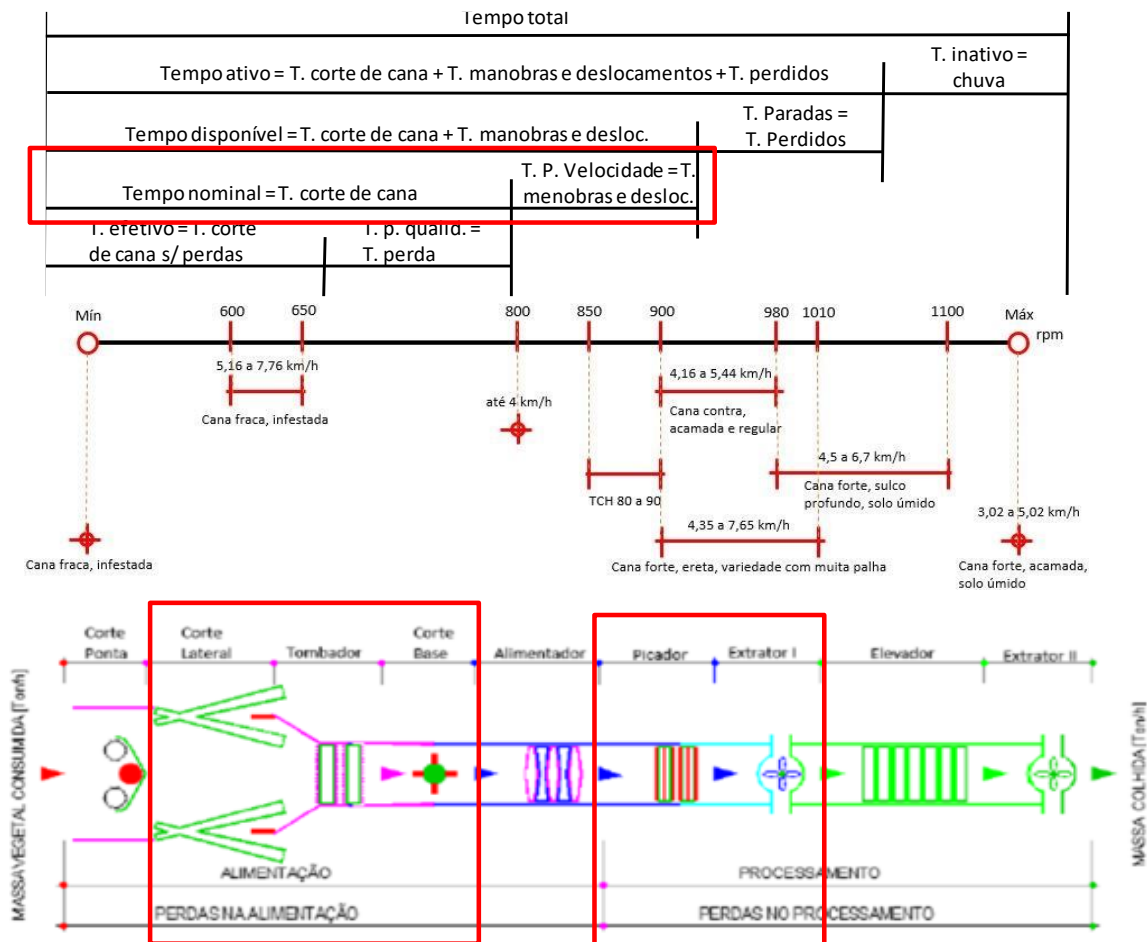 Tempo total
Tempo ativo = T. corte de cana + T. manobras e deslocamentos + T. perdidos
T. inativo =
chuva
Tempo disponível = T. corte de cana + T. manobras e desloc.
T. Paradas =
T. Perdidos
Tempo nominal = T. corte de cana
T. P. Velocidade = T.
menobras e desloc.
T. efetivo = T. corte
de cana s/ perdas
T. p. qualid. =
T. perda
Mín
600
650
800
850
900
980
1010
1100
Máx
rpm
5,16 a 7,76 km/h
Cana fraca, infestada
até 4 km/h
4,16 a 5,44 km/h
Cana contra,
acamada e regular
TCH 80 a 90
4,5 a 6,7 km/h
Cana forte, sulco
profundo, solo úmido
4,35 a 7,65 km/h
Cana forte, ereta, variedade com muita palha
3,02 a 5,02 km/h
Cana forte, acamada,
solo úmido
Cana fraca, infestada
Corte
Ponta
Corte
Lateral
Tombador
Corte
Base
Alimentador
Picador
Extrator I
Elevador
Extrator II
MASSA VEGETAL CONSUMIDA [Ton/h]
MASSA COLHIDA [Ton/h]
ALIMENTAÇÃO
PROCESSAMENTO
PERDAS NA ALIMENTAÇÃO
PERDAS NO PROCESSAMENTO